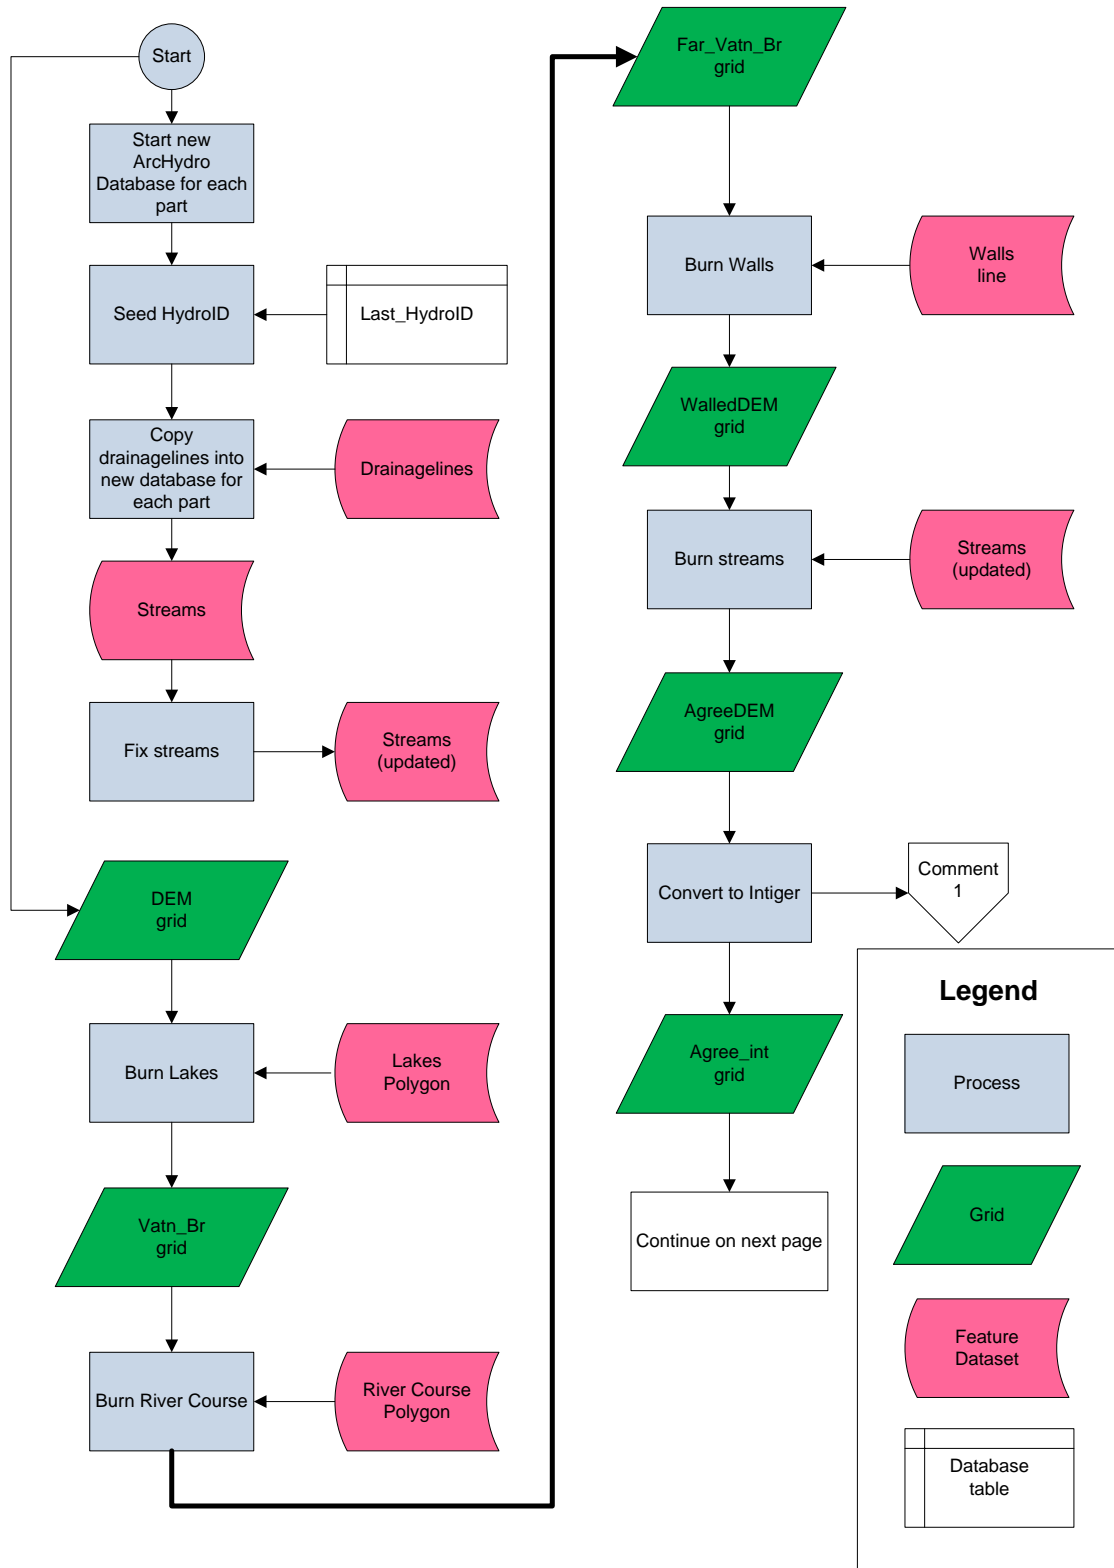 Start
Start new
ArcHydro
Database for each
part
Seed HydroID
Last_HydroID
Copy
drainagelines into
new database for
each part
Drainagelines
Streams
Fix streams
Streams
(updated)
DEM
grid
Burn Lakes
Lakes
Polygon
Vatn_Br
grid
Burn River Course
River Course
Polygon
Far_Vatn_Br
grid
Burn Walls
Walls
line
WalledDEM
grid
Burn streams
Streams
(updated)
AgreeDEM
grid
Convert to Intiger
Comment
1
Agree_int
grid
Continue on next page
Legend
Process
Grid
Feature
Dataset
Database
table